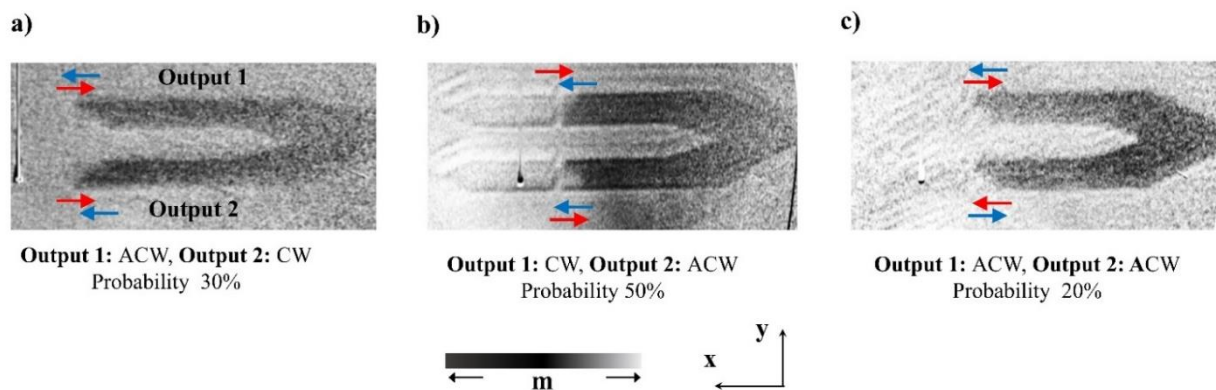 a)
b)
c)
Output 1
Output 2
Output 1: ACW, Output 2: CW
Probability 30%
Output 1: CW, Output 2: ACW
Probability 50%
Output 1: ACW, Output 2: ACW
Probability 20%
m
y
x